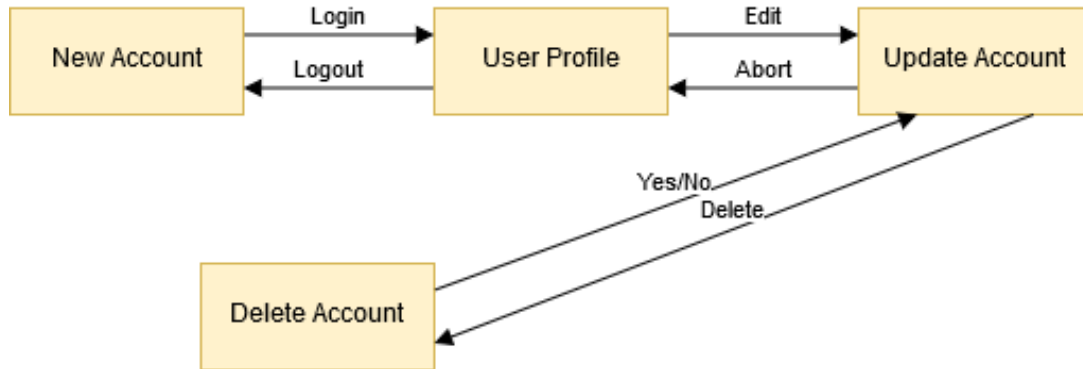 Login
Edit
New Account
User Profile
Update Account
Logout
Abort
Yes/No
Delete
Delete Account